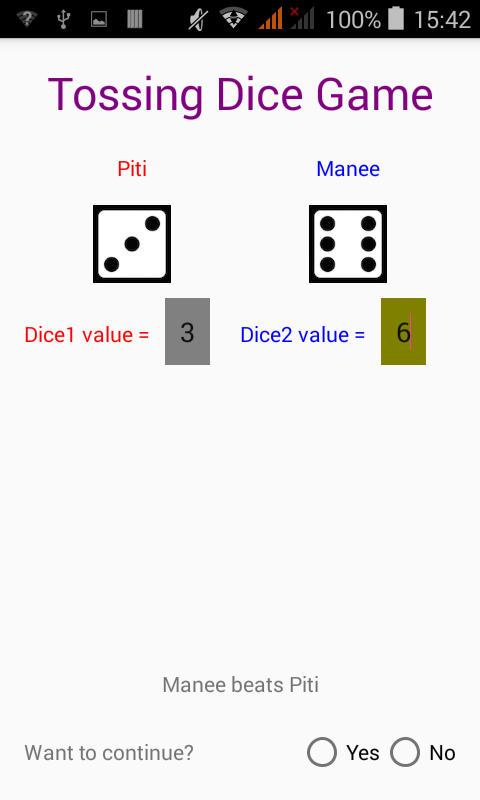 100% 15:42
Tossing Dice Game
Piti Manee
Dice1 value = 3 Dice2 value = 6
Manee beats Piti
Want to continue? Yes No